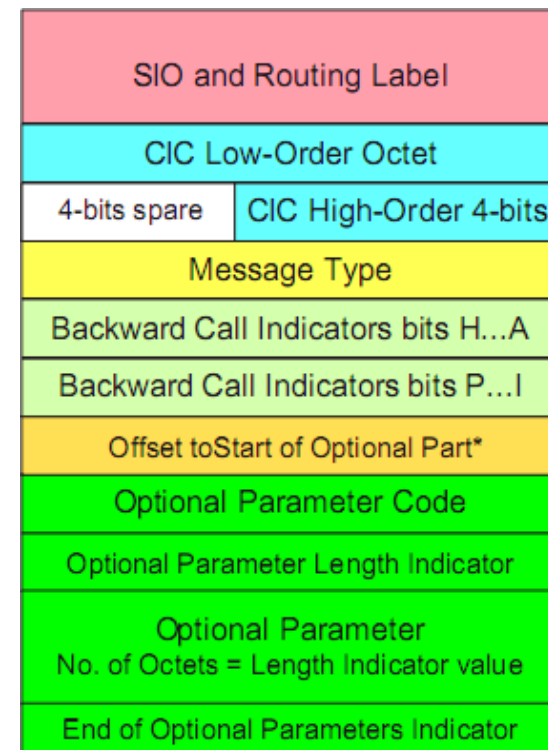 SIO and Routing Label
CIC Low-Order Octet
4-bits spare
CIC High-Order 4-bits
Message Type
Backward Call Indicators bits H...A
Backward Call Indicators bits P...I
Offset toStart of Optional Part*
Optional Parameter Code
Optional Parameter Length Indicator
Optional Parameter
No. of Octets = Length Indicator value
End of Optional Parameters Indicator